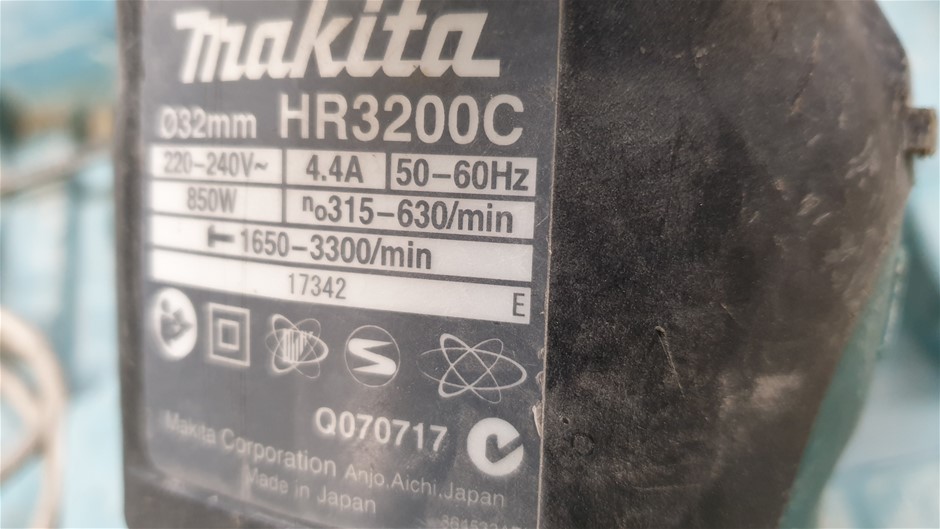 makita
Ø32mm HR3200C
220-240V~ 4.4A 50-60Hz
850W n₀315-630/min
1650-3300/min
17342 E
Q070717
Makita Corporation Anjo,Aichi,Japan
Made in Japan